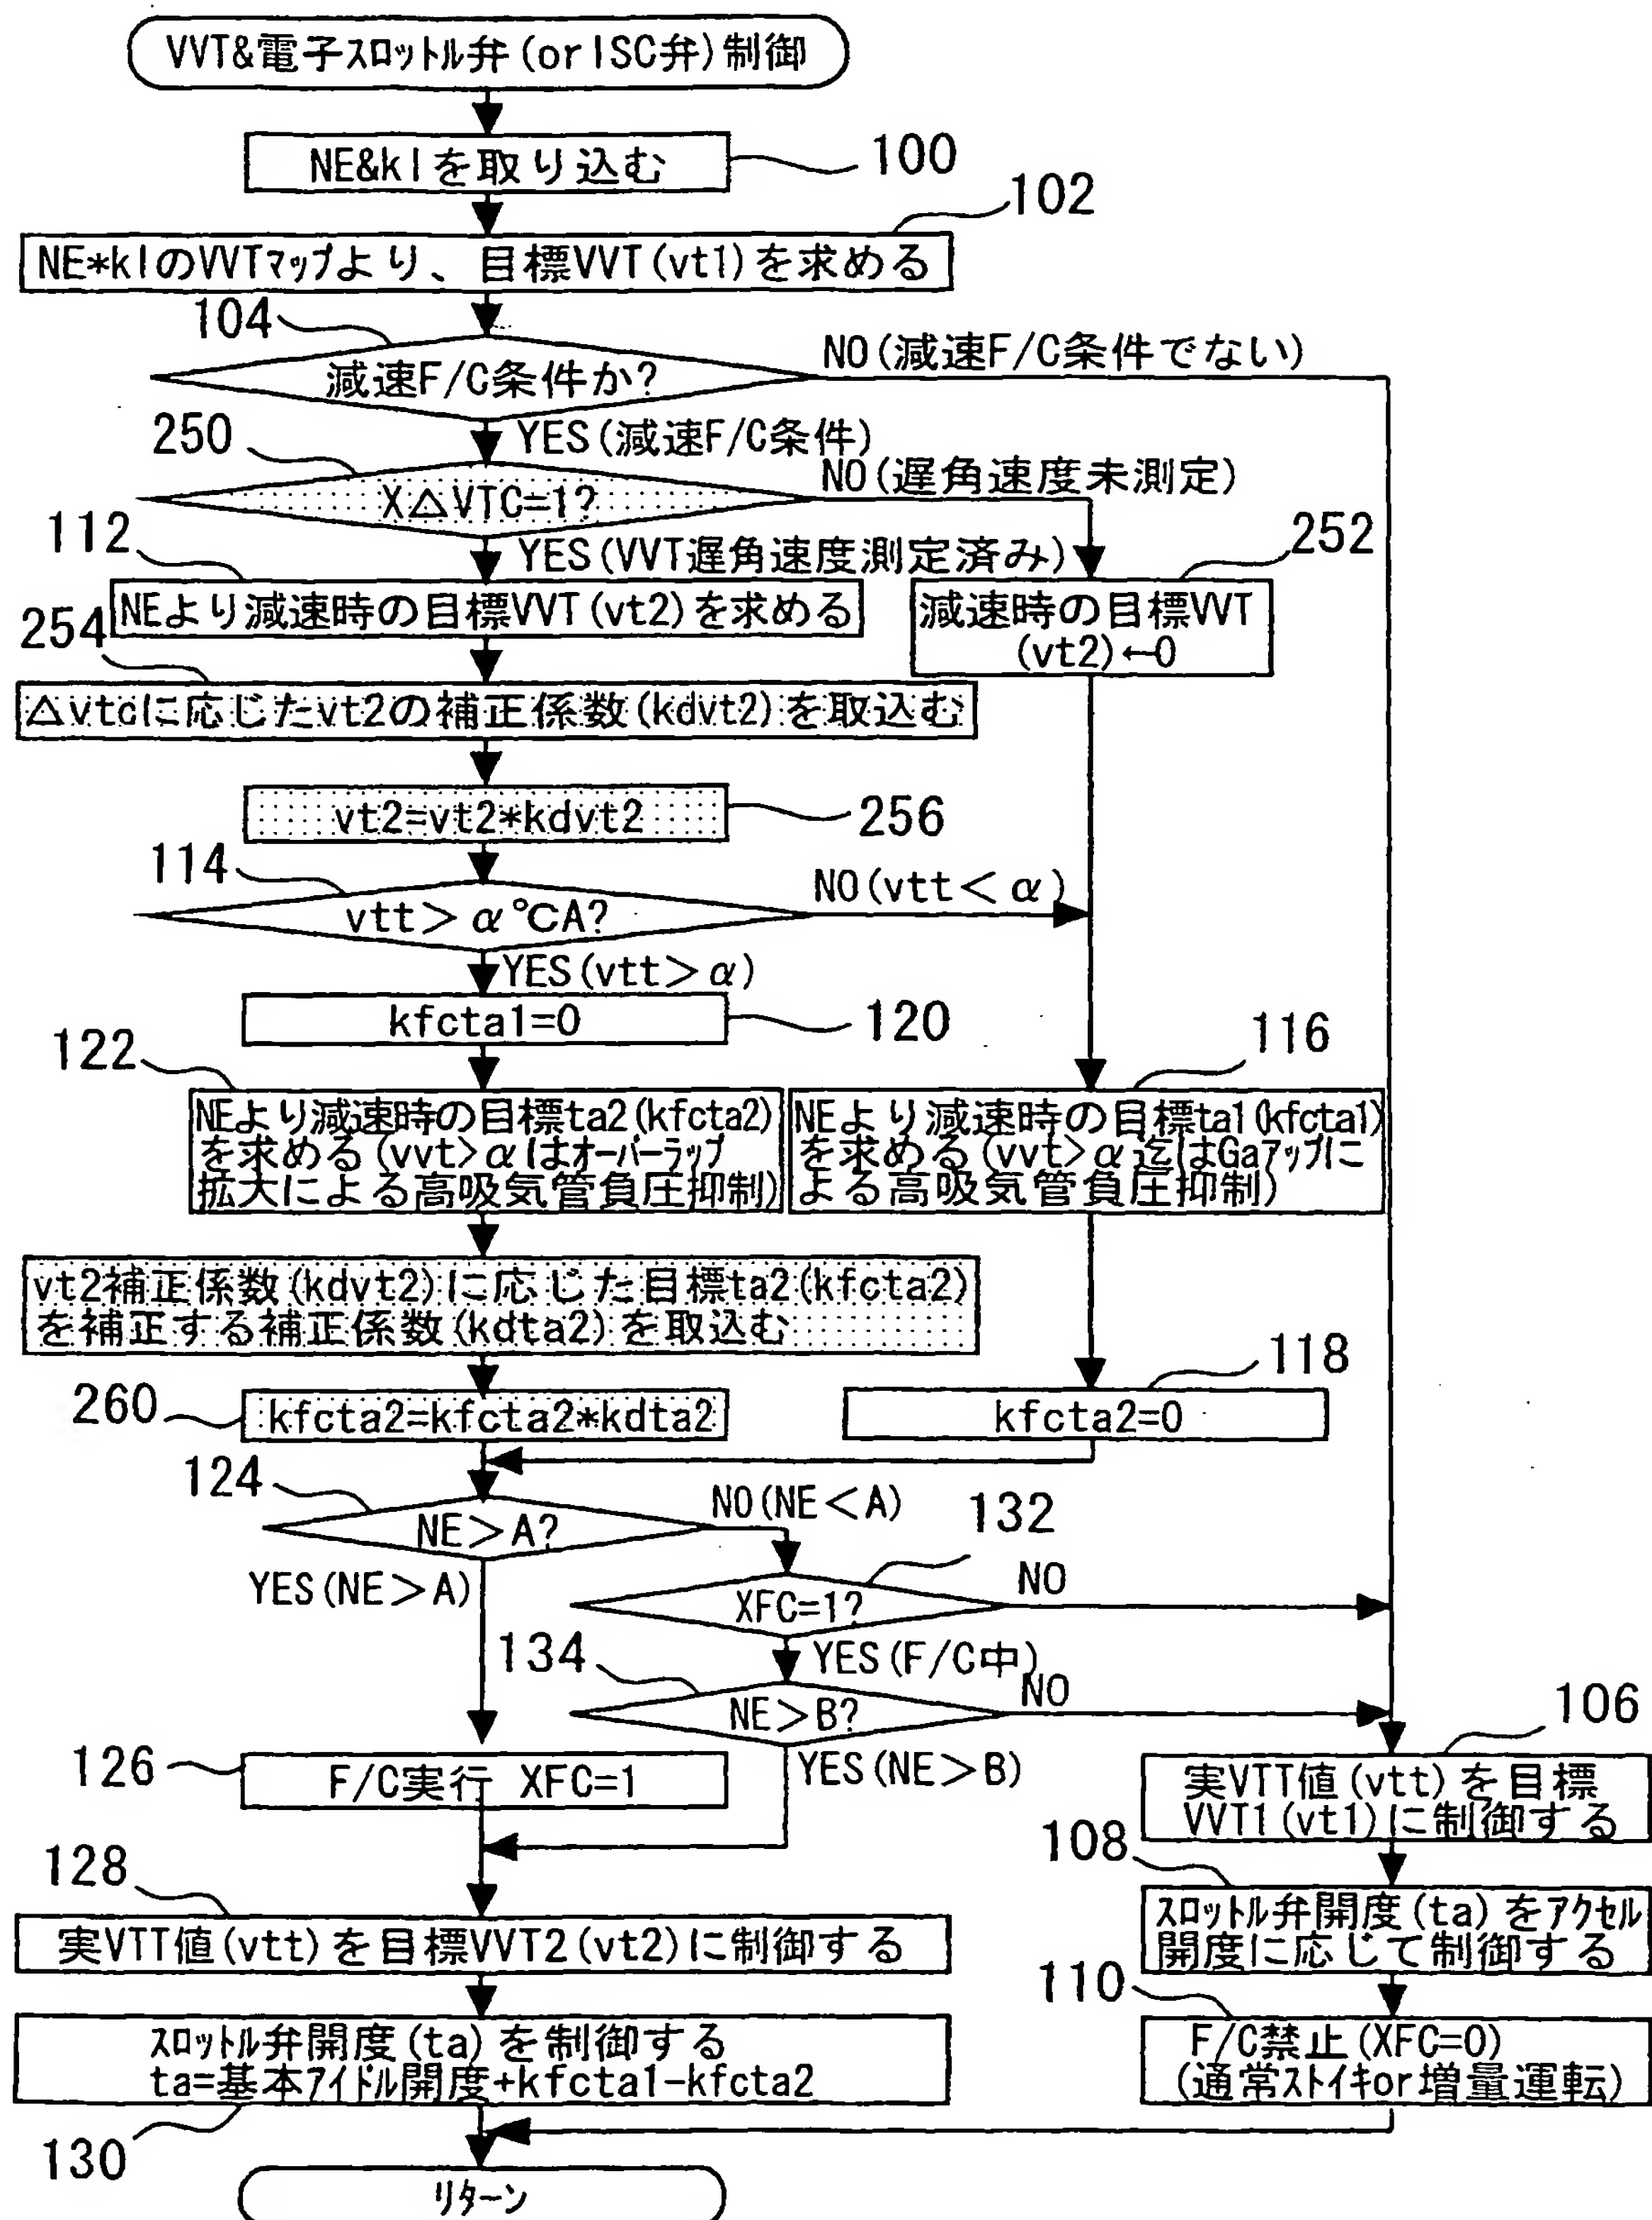 VVT&電子スロットル弁(orISC弁)制御
NE&klを取り込む
100
102
NE*klのVVTマップより、目標VVT(vt1)を求める
104
減速F/C条件か?
NO(減速F/C条件でない)
YES(減速F/C条件)
250
X△VTC=1?
NO(遅角速度未測定)
YES(VVT遅角速度測定済み)
112
NEより減速時の目標VVT(vt2)を求める
252
減速時の目標VVT
(vt2)←0
254
△vtcに応じたvt2の補正係数(kdvt2)を取込む
vt2=vt2*kdvt2
256
114
vtt>α℃A?
NO(vtt<α)
YES(vtt>α)
kfcta1=0
120
122
NEより減速時の目標ta2(kfcta2)
を求める(vvt>αはオーバーラップ
拡大による高吸気管負圧抑制)
116
NEより減速時の目標ta1(kfcta1)
を求める(vvt>α迄はGaアップに
よる高吸気管負圧抑制)
vt2補正係数(kdvt2)に応じた目標ta2(kfcta2)
を補正する補正係数(kdta2)を取込む
260
kfcta2=kfcta2*kdta2
118
kfcta2=0
124
NE>A?
NO(NE<A)
YES(NE>A)
132
XFC=1?
NO
YES(F/C中)
134
NE>B?
NO
YES(NE>B)
126
F/C実行 XFC=1
106
実VTT値(vtt)を目標
VVT1(vt1)に制御する
128
実VTT値(vtt)を目標VVT2(vt2)に制御する
108
スロットル弁開度(ta)をアクセル
開度に応じて制御する
スロットル弁開度(ta)を制御する
ta=基本アイドル開度+kfcta1-kfcta2
130
110
F/C禁止(XFC=0)
(通常ストイキor増量運転)
リターン